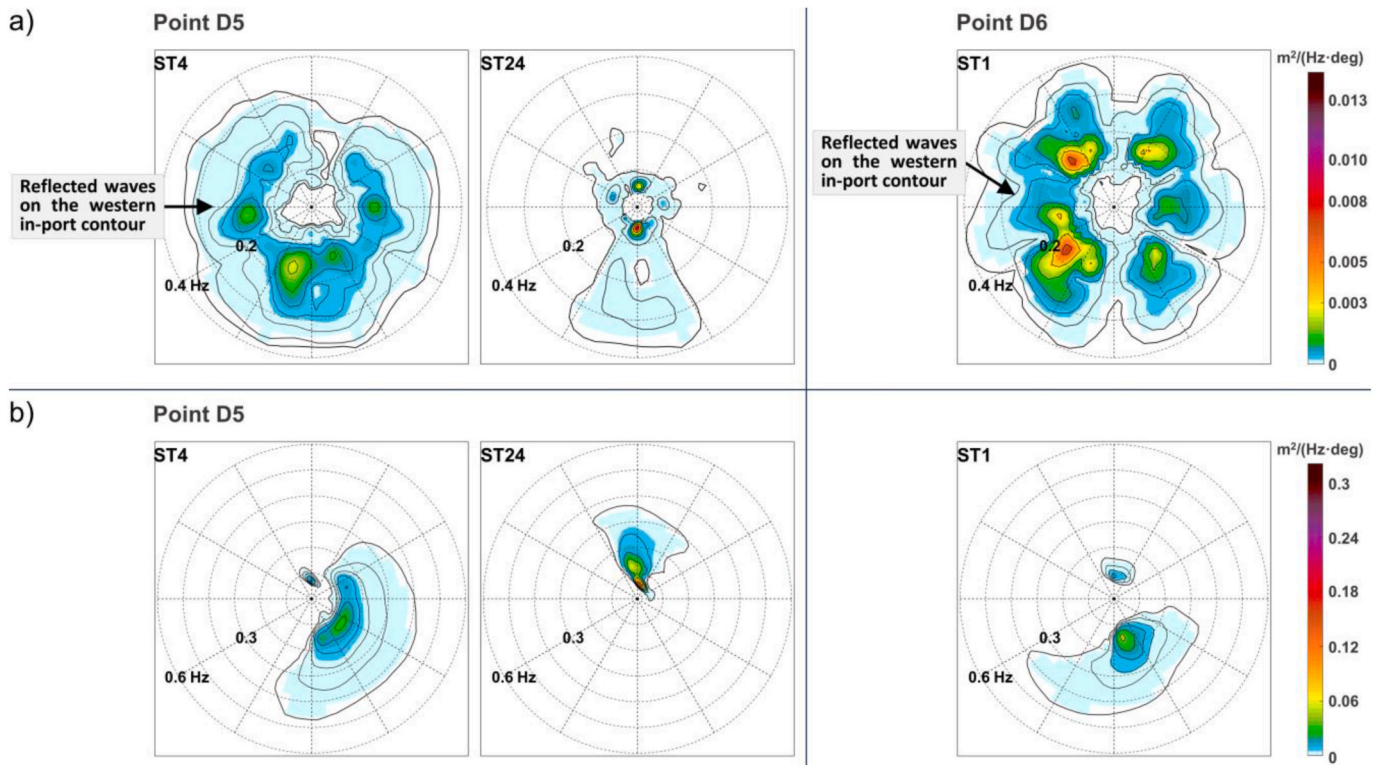 a)
Point D5
Point D6
ST4
ST24
ST1
m²/(Hz·deg)
Reflected waves
on the western
in-port contour
Reflected waves
on the western
in-port contour
0.2
0.4 Hz
0.2
0.4 Hz
0.2
0.4 Hz
0.013
0.010
0.008
0.005
0.003
0
b)
Point D5
ST4
ST24
ST1
m²/(Hz·deg)
0.3
0.6 Hz
0.3
0.6 Hz
0.3
0.6 Hz
0.3
0.24
0.18
0.12
0.06
0